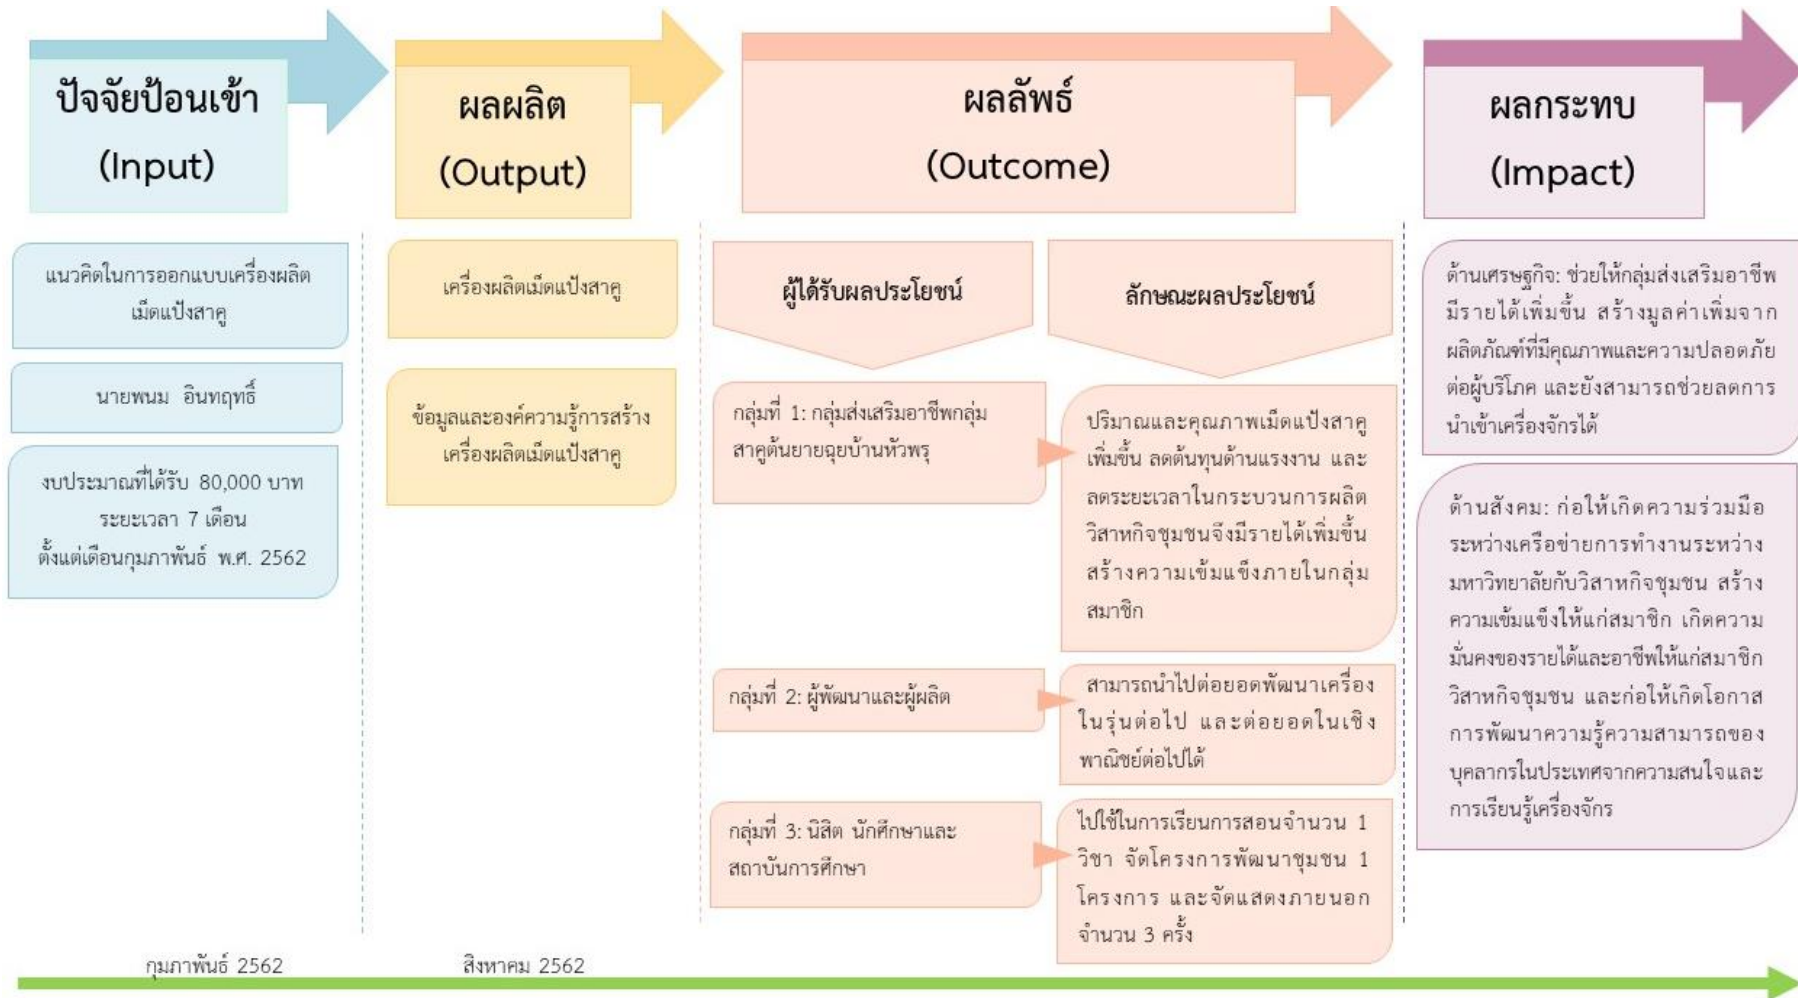 ปัจจัยป้อนเข้า
(Input)
ผลผลิต
(Output)
ผลลัพธ์
(Outcome)
ผลกระทบ
(Impact)
แนวคิดในการออกแบบเครื่องผลิต
เม็ดแป้งสาคู
นายพนม อินทฤทธิ์
งบประมาณที่ได้รับ 80,000 บาท
ระยะเวลา 7 เดือน
ตั้งแต่เดือนกุมภาพันธ์ พ.ศ. 2562
เครื่องผลิตเม็ดแป้งสาคู
ข้อมูลและองค์ความรู้การสร้าง
เครื่องผลิตเม็ดแป้งสาคู
ผู้ได้รับผลประโยชน์
ลักษณะผลประโยชน์
กลุ่มที่ 1: กลุ่มส่งเสริมอาชีพกลุ่ม
สาคูต้นยายฉุยบ้านหัวพรุ
ปริมาณและคุณภาพเม็ดแป้งสาคู
เพิ่มขึ้น ลดต้นทุนด้านแรงงาน และ
ลดระยะเวลาในกระบวนการผลิต
วิสาหกิจชุมชนจึงมีรายได้เพิ่มขึ้น
สร้างความเข้มแข็งภายในกลุ่ม
สมาชิก
กลุ่มที่ 2: ผู้พัฒนาและผู้ผลิต
สามารถนำไปต่อยอดพัฒนาเครื่อง
ในรุ่นต่อไป และต่อยอดในเชิง
พาณิชย์ต่อไปได้
กลุ่มที่ 3: นิสิต นักศึกษาและ
สถาบันการศึกษา
ไปใช้ในการเรียนการสอนจำนวน 1
วิชา จัดโครงการพัฒนาชุมชน 1
โครงการ และจัดแสดงภายนอก
จำนวน 3 ครั้ง
ด้านเศรษฐกิจ: ช่วยให้กลุ่มส่งเสริมอาชีพ
มีรายได้เพิ่มขึ้น สร้างมูลค่าเพิ่มจาก
ผลิตภัณฑ์ที่มีคุณภาพและความปลอดภัย
ต่อผู้บริโภค และยังสามารถช่วยลดการ
นำเข้าเครื่องจักรได้
ด้านสังคม: ก่อให้เกิดความร่วมมือ
ระหว่างเครือข่ายการทำงานระหว่าง
มหาวิทยาลัยกับวิสาหกิจชุมชน สร้าง
ความเข้มแข็งให้แก่สมาชิก เกิดความ
มั่นคงของรายได้และอาชีพให้แก่สมาชิก
วิสาหกิจชุมชน และก่อให้เกิดโอกาส
การพัฒนาความรู้ความสามารถของ
บุคลากรในประเทศจากความสนใจและ
การเรียนรู้เครื่องจักร
กุมภาพันธ์ 2562
สิงหาคม 2562